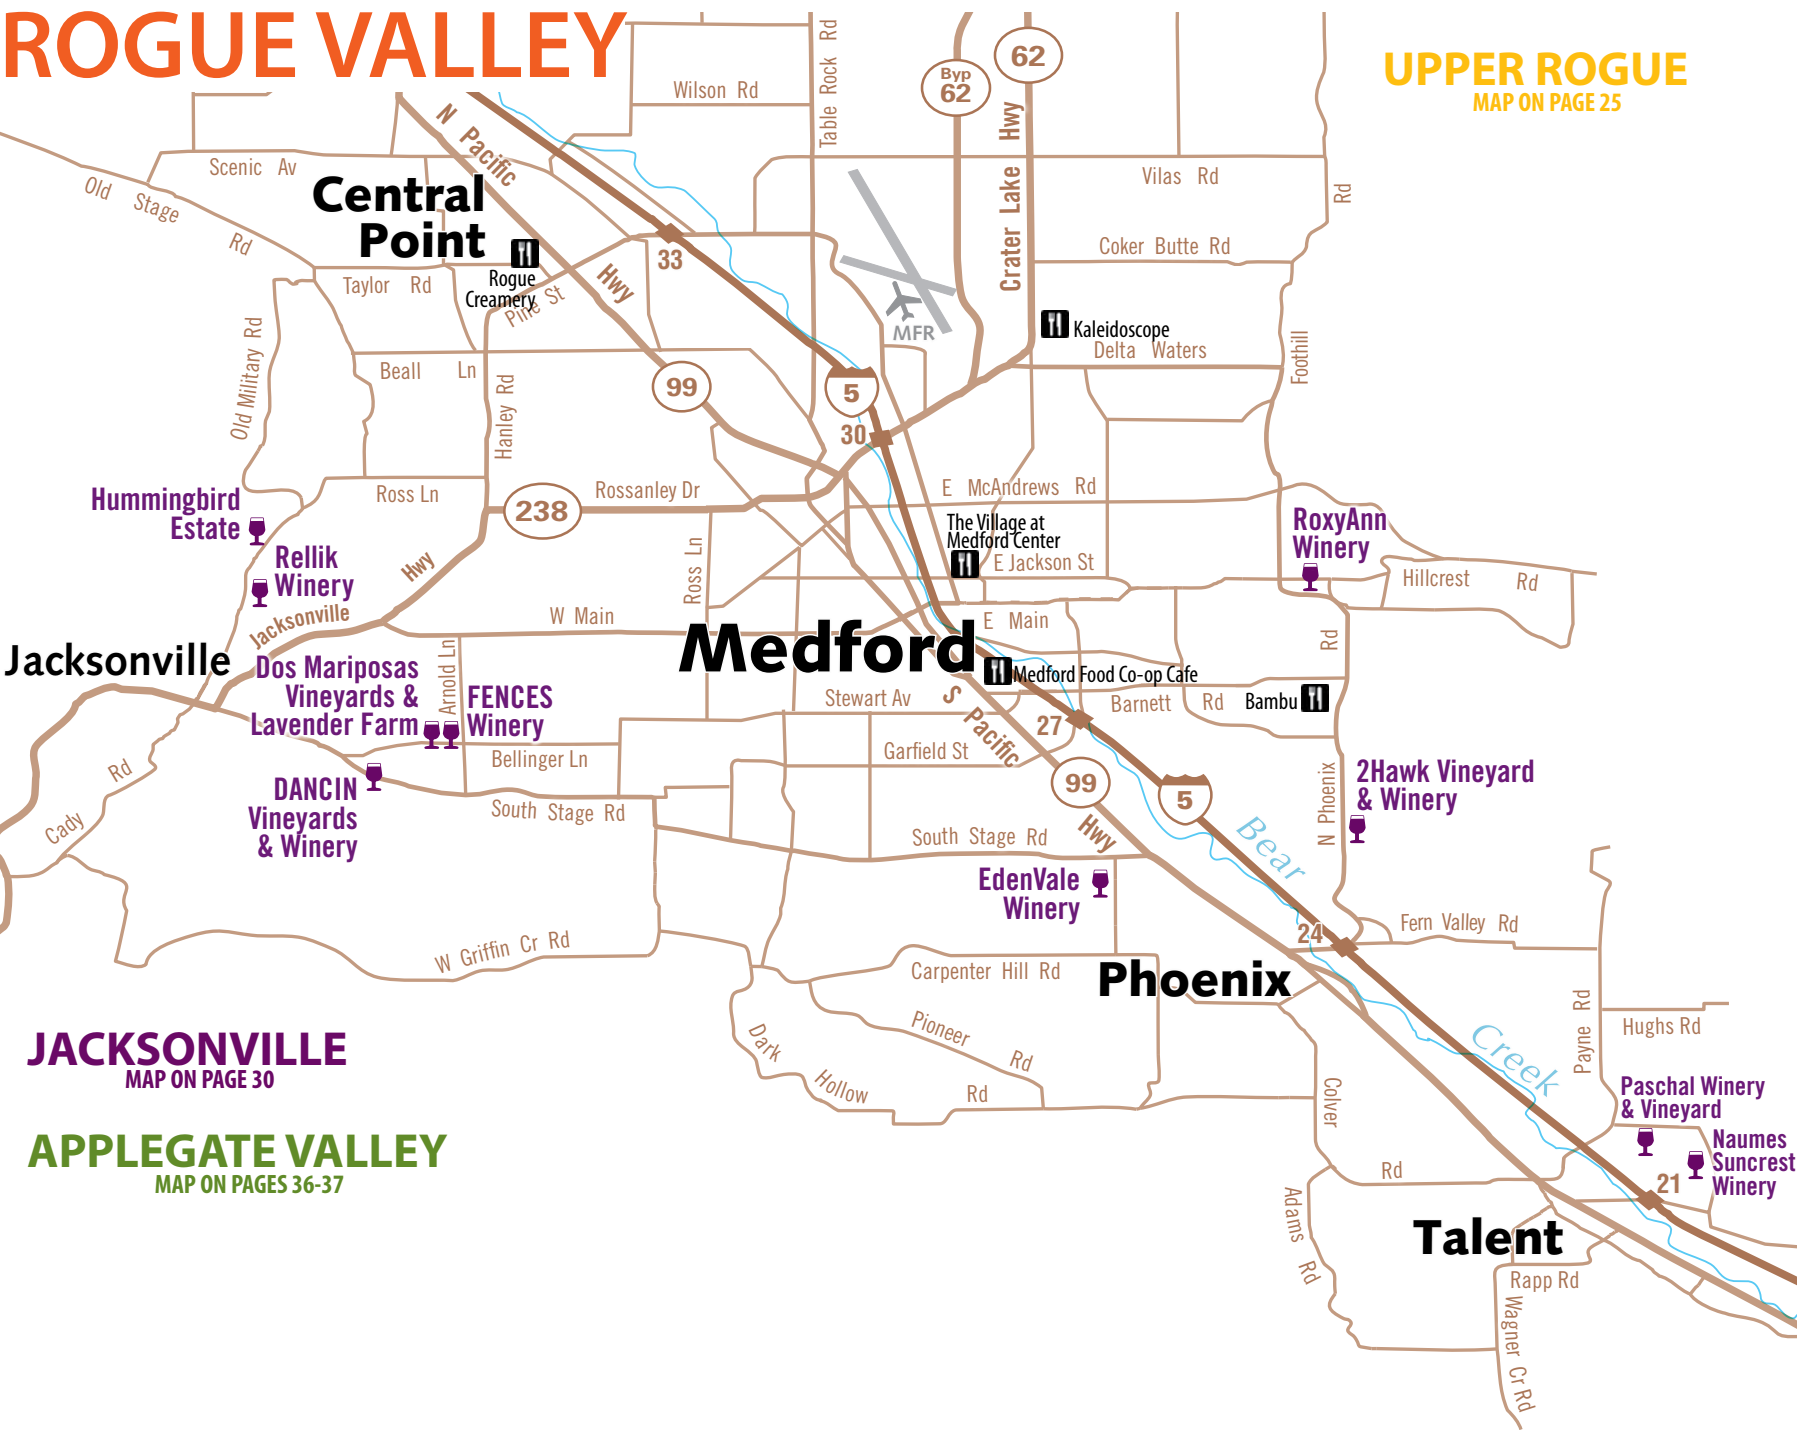 ROGUE VALLEY
UPPER ROGUE
MAP ON PAGE 25
Byp
62
62
Table Rock Rd
Wilson Rd
N Pacific
Hwy
Crater Lake Hwy
Scenic Av
Old Stage
Rd
Vilas Rd
Rd
Central
Point
Rogue
Creamery
33
Coker Butte Rd
Taylor Rd
Pine St
MFR
Kaleidoscope
Delta Waters
Foothill
Old Military Rd
Beall Ln
Hanley Rd
99
5
30
Ross Ln
Rossanley Dr
238
E McAndrews Rd
Hummingbird
Estate
The Village at
Medford Center
E Jackson St
RoxyAnn
Winery
Hillcrest Rd
Rellik
Winery
Hwy
Jacksonville
Ross Ln
W Main
E Main
Rd
Jacksonville
Medford
Medford Food Co-op Cafe
Dos Mariposas
Vineyards &
Lavender Farm
Arnold Ln
FENCES
Winery
Stewart Av
S Pacific
Hwy
Barnett Rd
Bambu
27
Garfield St
Bellinger Ln
99
5
Rd
Cady
DANCIN
Vineyards
& Winery
South Stage Rd
South Stage Rd
N Phoenix
2Hawk Vineyard
& Winery
Bear
Creek
EdenVale
Winery
24
Fern Valley Rd
W Griffin Cr Rd
Carpenter Hill Rd
Phoenix
Pioneer
Rd
Dark
Hollow
Rd
Payne Rd
Hughs Rd
JACKSONVILLE
MAP ON PAGE 30
Colver
Rd
Paschal Winery
& Vineyard
Naumes
Suncrest
Winery
21
APPLEGATE VALLEY
MAP ON PAGES 36-37
Adams
Rd
Talent
Rapp Rd
Wagner Cr Rd